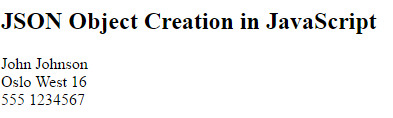 JSON Object Creation in JavaScript
John Johnson
Oslo West 16
555 1234567